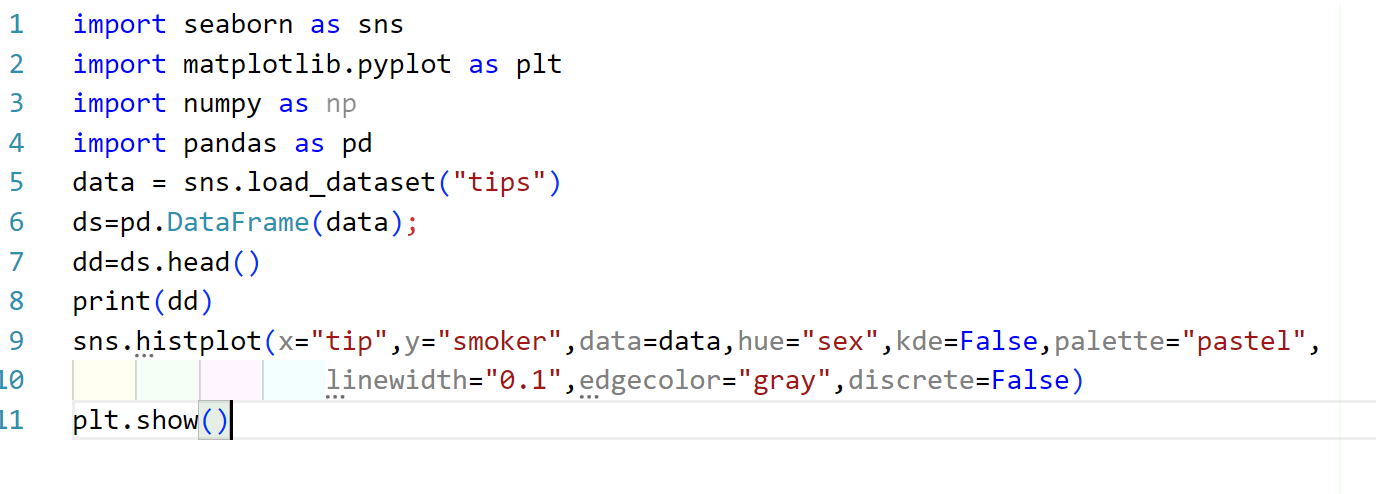 1 import seaborn as sns
2 import matplotlib.pyplot as plt
3 import numpy as np
4 import pandas as pd
5 data = sns.load_dataset("tips")
6 ds=pd.DataFrame(data);
7 dd=ds.head()
8 print(dd)
9 sns.histplot(x="tip",y="smoker",data=data,hue="sex",kde=False,palette="pastel",
10                 linewidth="0.1",edgecolor="gray",discrete=False)
11 plt.show()